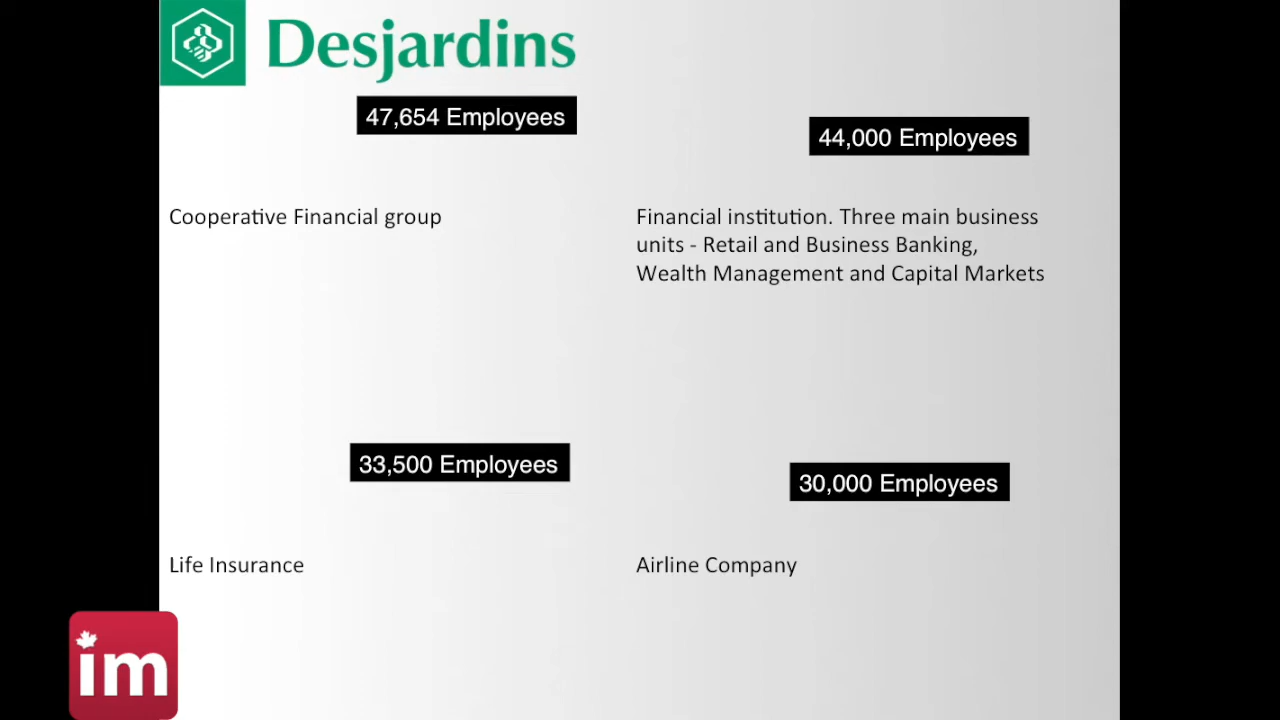 Desjardins
47,654 Employees
44,000 Employees
Cooperative Financial group
Financial institution. Three main business
units - Retail and Business Banking,
Wealth Management and Capital Markets
33,500 Employees
30,000 Employees
Life Insurance
Airline Company
im